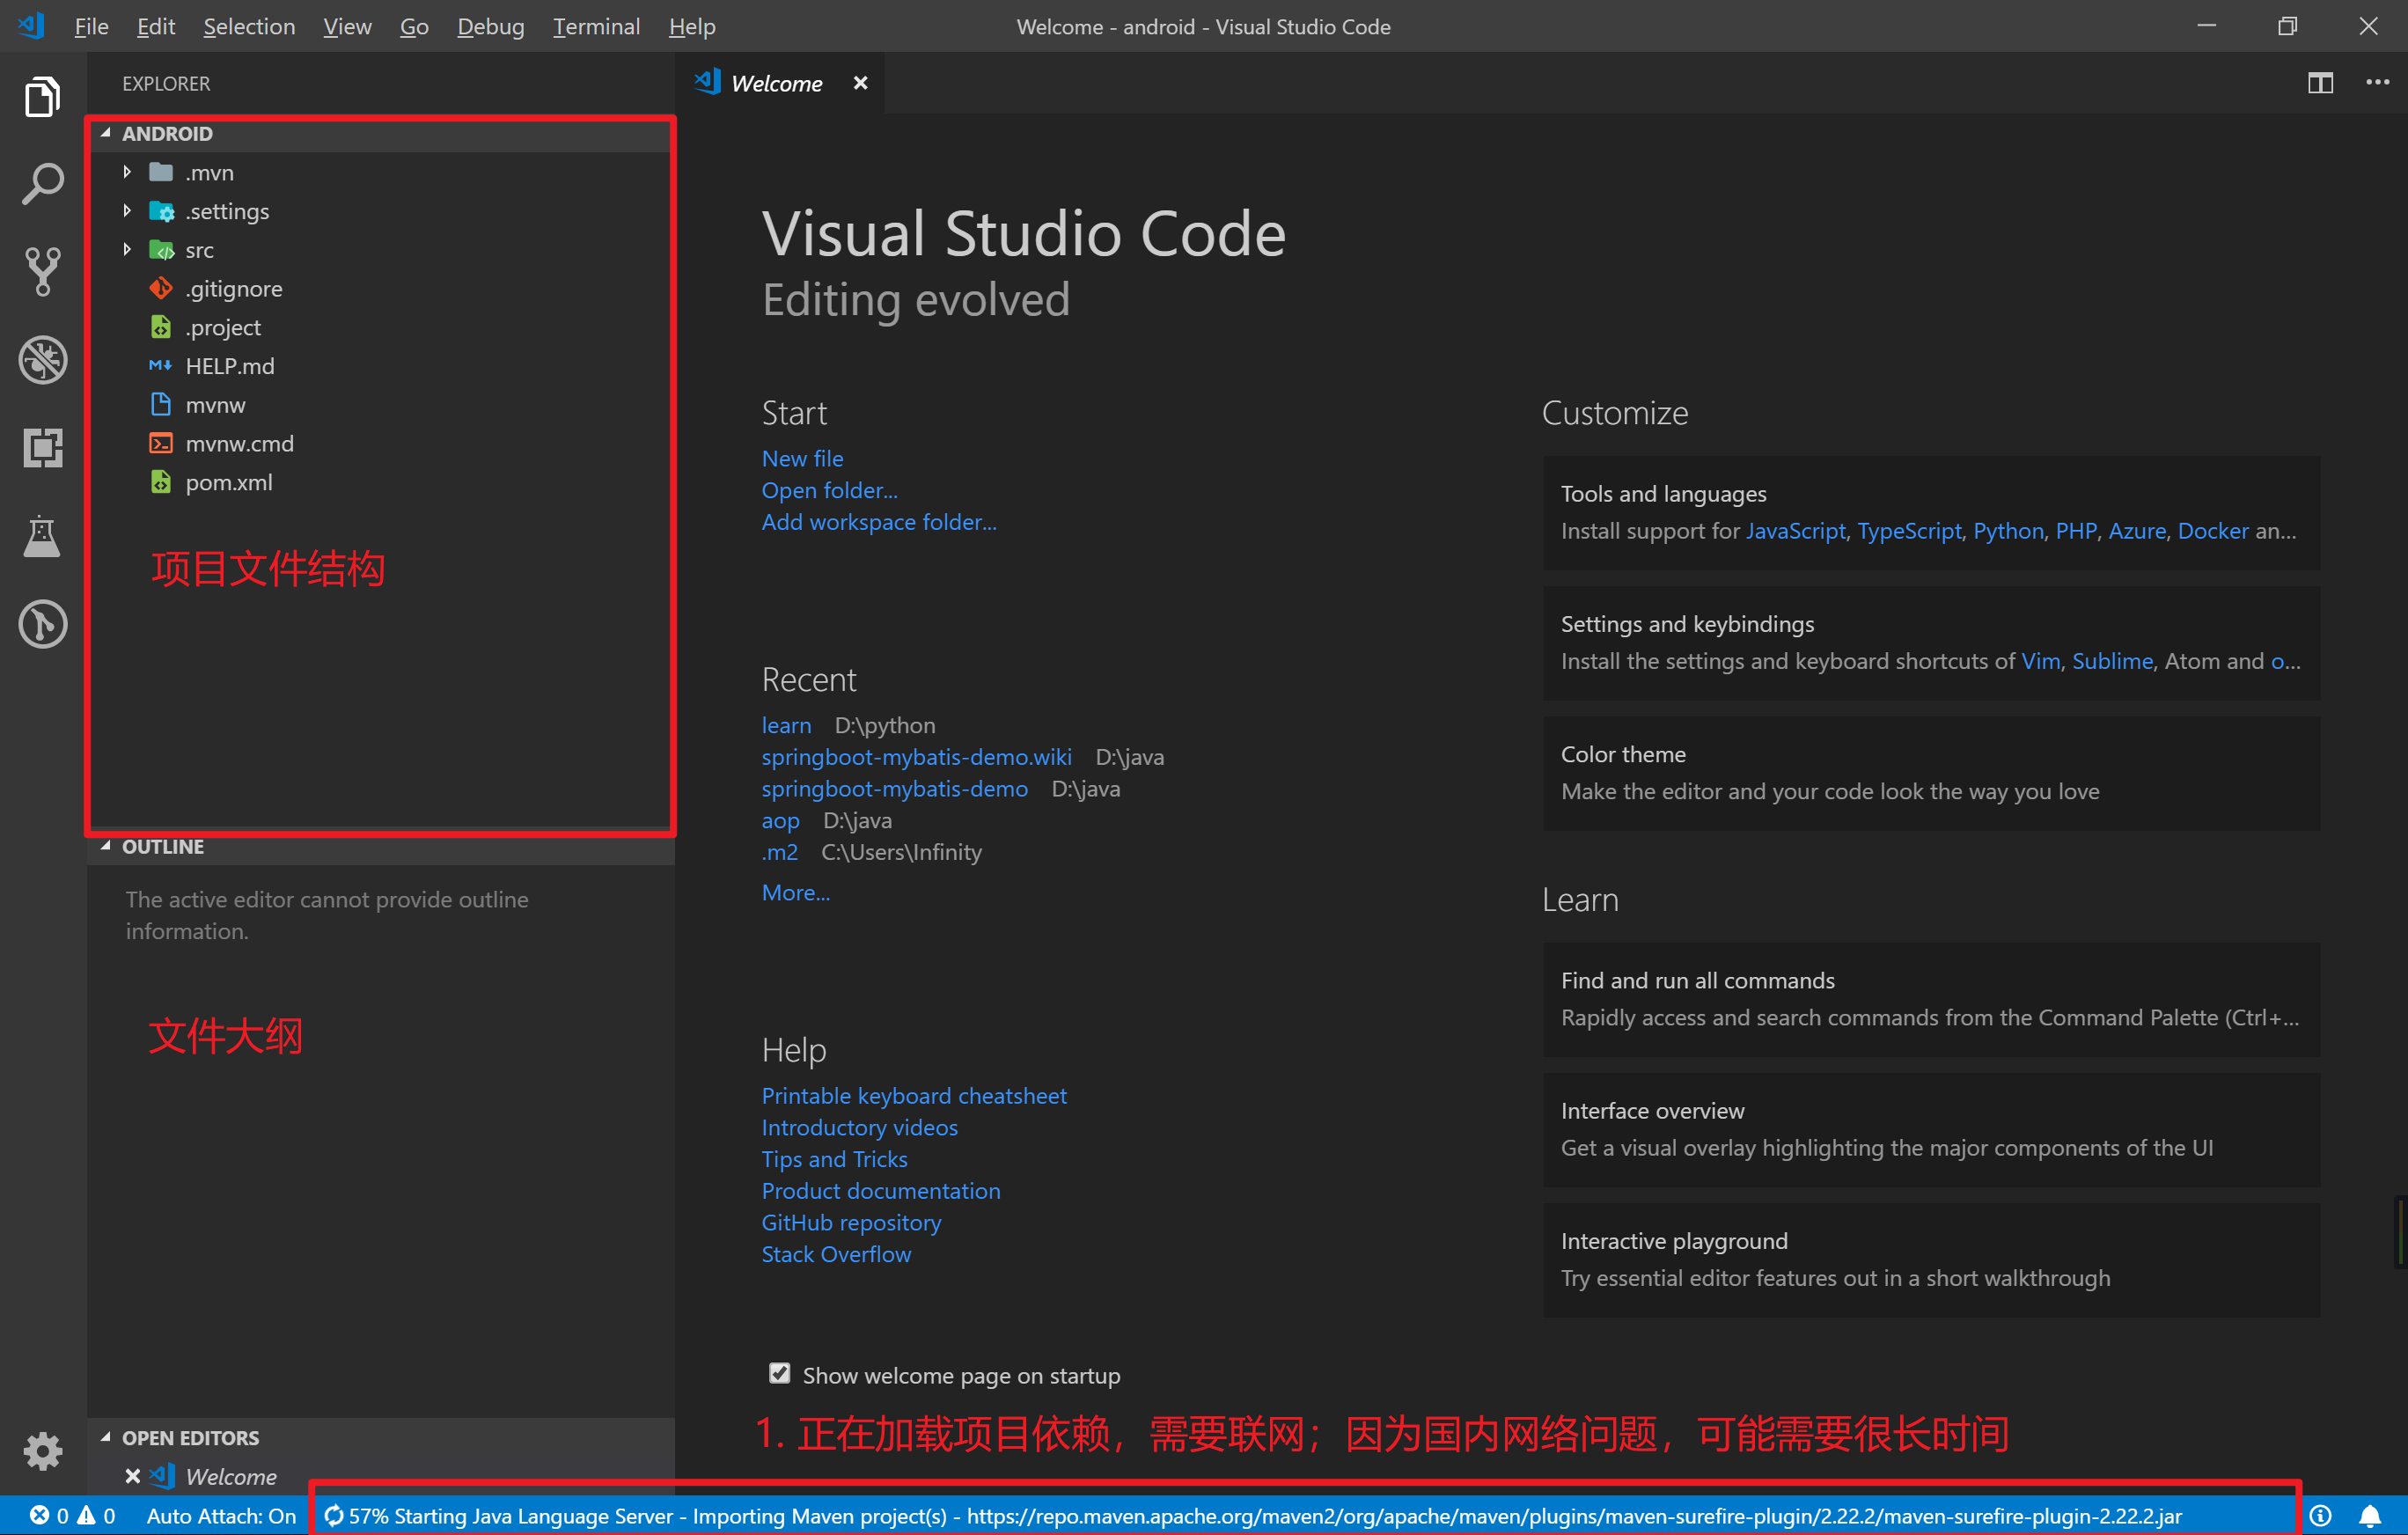 File Edit Selection View Go Debug Terminal Help
Welcome - android - Visual Studio Code
EXPLORER
ANDROID
.mvn
.settings
src
.gitignore
.project
HELP.md
mvnw
mvnw.cmd
pom.xml
项目文件结构
OUTLINE
The active editor cannot provide outline
information.
文件大纲
OPEN EDITORS
Welcome
Welcome
Visual Studio Code
Editing evolved
Start
New file
Open folder...
Add workspace folder...
Recent
learn D:\python
springboot-mybatis-demo.wiki D:\java
springboot-mybatis-demo D:\java
aop D:\java
.m2 C:\Users\Infinity
More...
Help
Printable keyboard cheatsheet
Introductory videos
Tips and Tricks
Product documentation
GitHub repository
Stack Overflow
Customize
Tools and languages
Install support for JavaScript, TypeScript, Python, PHP, Azure, Docker an...
Settings and keybindings
Install the settings and keyboard shortcuts of Vim, Sublime, Atom and o...
Color theme
Make the editor and your code look the way you love
Learn
Find and run all commands
Rapidly access and search commands from the Command Palette (Ctrl+...
Interface overview
Get a visual overlay highlighting the major components of the UI
Interactive playground
Try essential editor features out in a short walkthrough
Show welcome page on startup
1. 正在加载项目依赖，需要联网；因为国内网络问题，可能需要很长时间
0 0 Auto Attach: On 57% Starting Java Language Server - Importing Maven project(s) - https://repo.maven.apache.org/maven2/org/apache/maven/plugins/maven-surefire-plugin/2.22.2/maven-surefire-plugin-2.22.2.jar